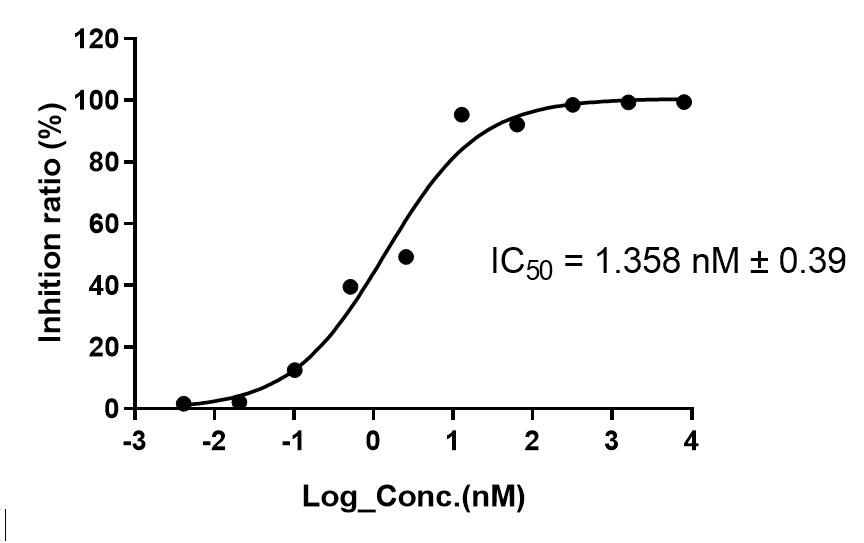 120
100
80
60
40
20
0
Inhition ratio (%)
IC50 = 1.358 nM ± 0.39
-3 -2 -1 0 1 2 3 4
Log_Conc.(nM)